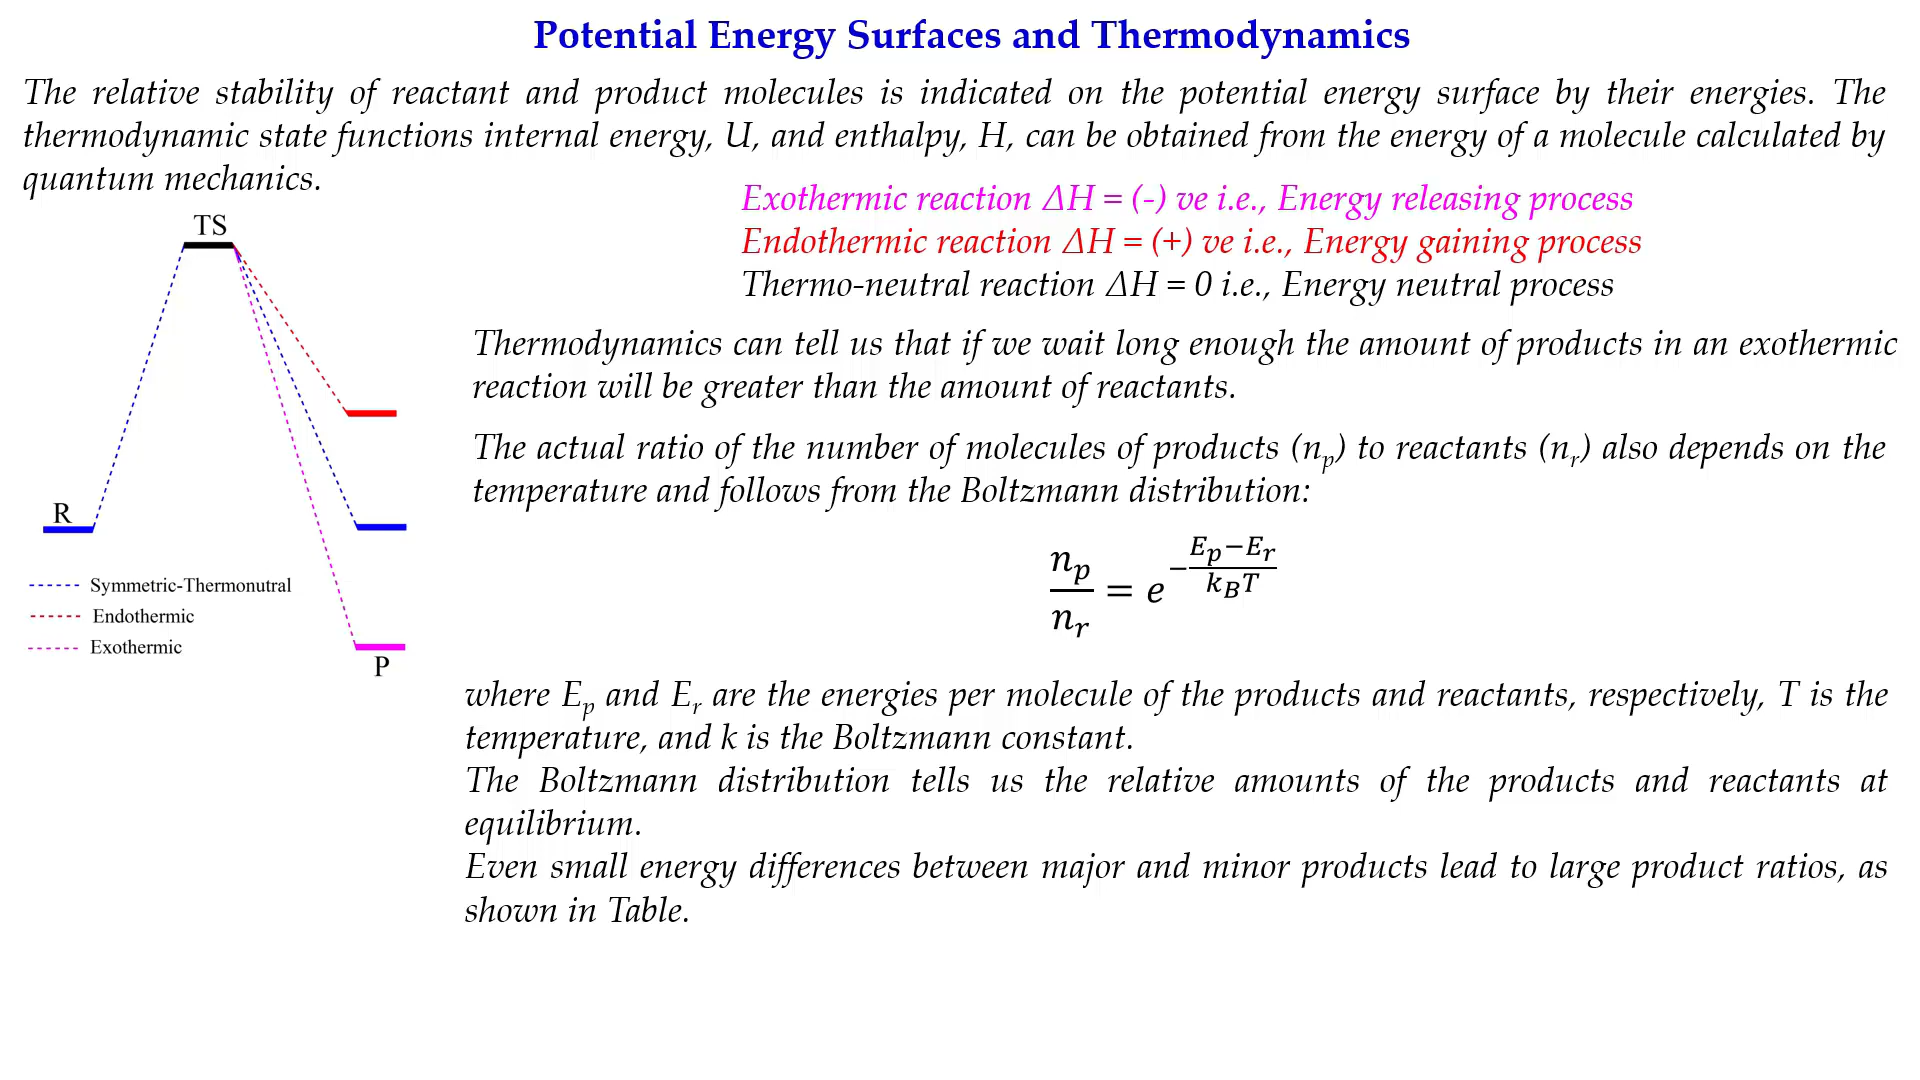 Potential Energy Surfaces and Thermodynamics
The relative stability of reactant and product molecules is indicated on the potential energy surface by their energies. The
thermodynamic state functions internal energy, U, and enthalpy, H, can be obtained from the energy of a molecule calculated by
quantum mechanics.
Exothermic reaction ΔH = (-) ve i.e., Energy releasing process
Endothermic reaction ΔH = (+) ve i.e., Energy gaining process
Thermo-neutral reaction ΔH = 0 i.e., Energy neutral process
TS
R
Symmetric-Thermonutral
Endothermic
Exothermic
P
Thermodynamics can tell us that if we wait long enough the amount of products in an exothermic
reaction will be greater than the amount of reactants.
The actual ratio of the number of molecules of products (n_p) to reactants (n_r) also depends on the
temperature and follows from the Boltzmann distribution:
n_p/n_r = e^{-(E_p−E_r)/(k_B T)}
where E_p and E_r are the energies per molecule of the products and reactants, respectively, T is the
temperature, and k is the Boltzmann constant.
The Boltzmann distribution tells us the relative amounts of the products and reactants at
equilibrium.
Even small energy differences between major and minor products lead to large product ratios, as
shown in Table.